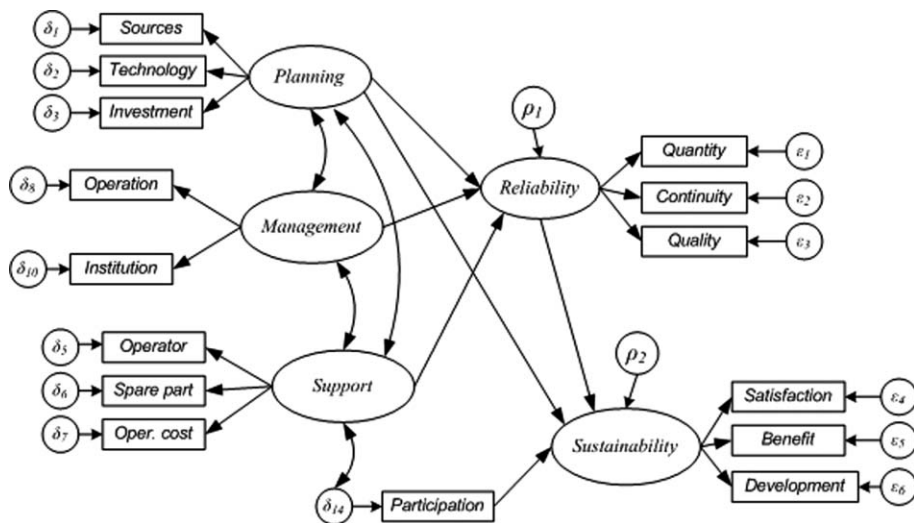 δ1 Sources
δ2 Technology
δ3 Investment
Planning
δ8 Operation
δ10 Institution
Management
δ5 Operator
δ6 Spare part
δ7 Oper. cost
Support
δ14 Participation
ρ1
Reliability
Quantity ε1
Continuity ε2
Quality ε3
ρ2
Sustainability
Satisfaction ε4
Benefit ε5
Development ε6